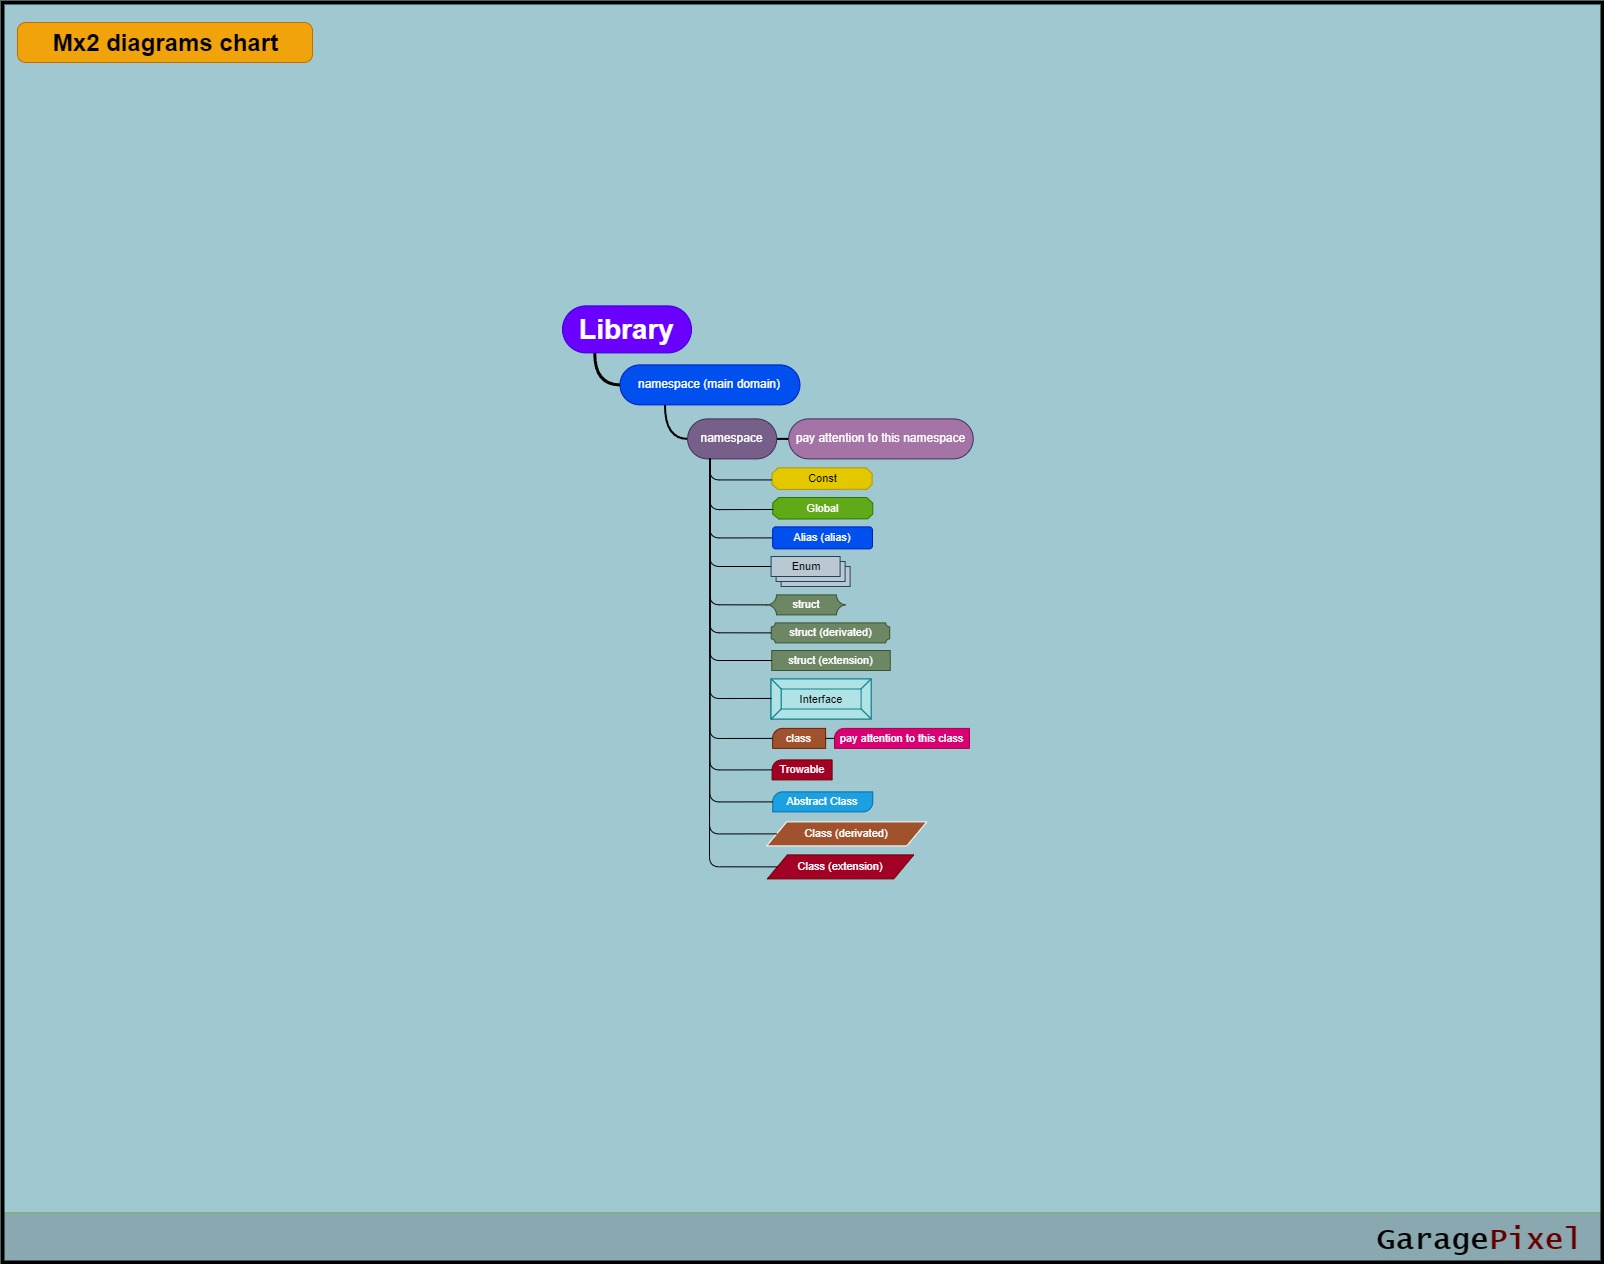 Mx2 diagrams chart
Library
namespace (main domain)
namespace
pay attention to this namespace
Const
Global
Alias (alias)
Enum
struct
struct (derivated)
struct (extension)
Interface
class
pay attention to this class
Trowable
Abstract Class
Class (derivated)
Class (extension)
GaragePixel